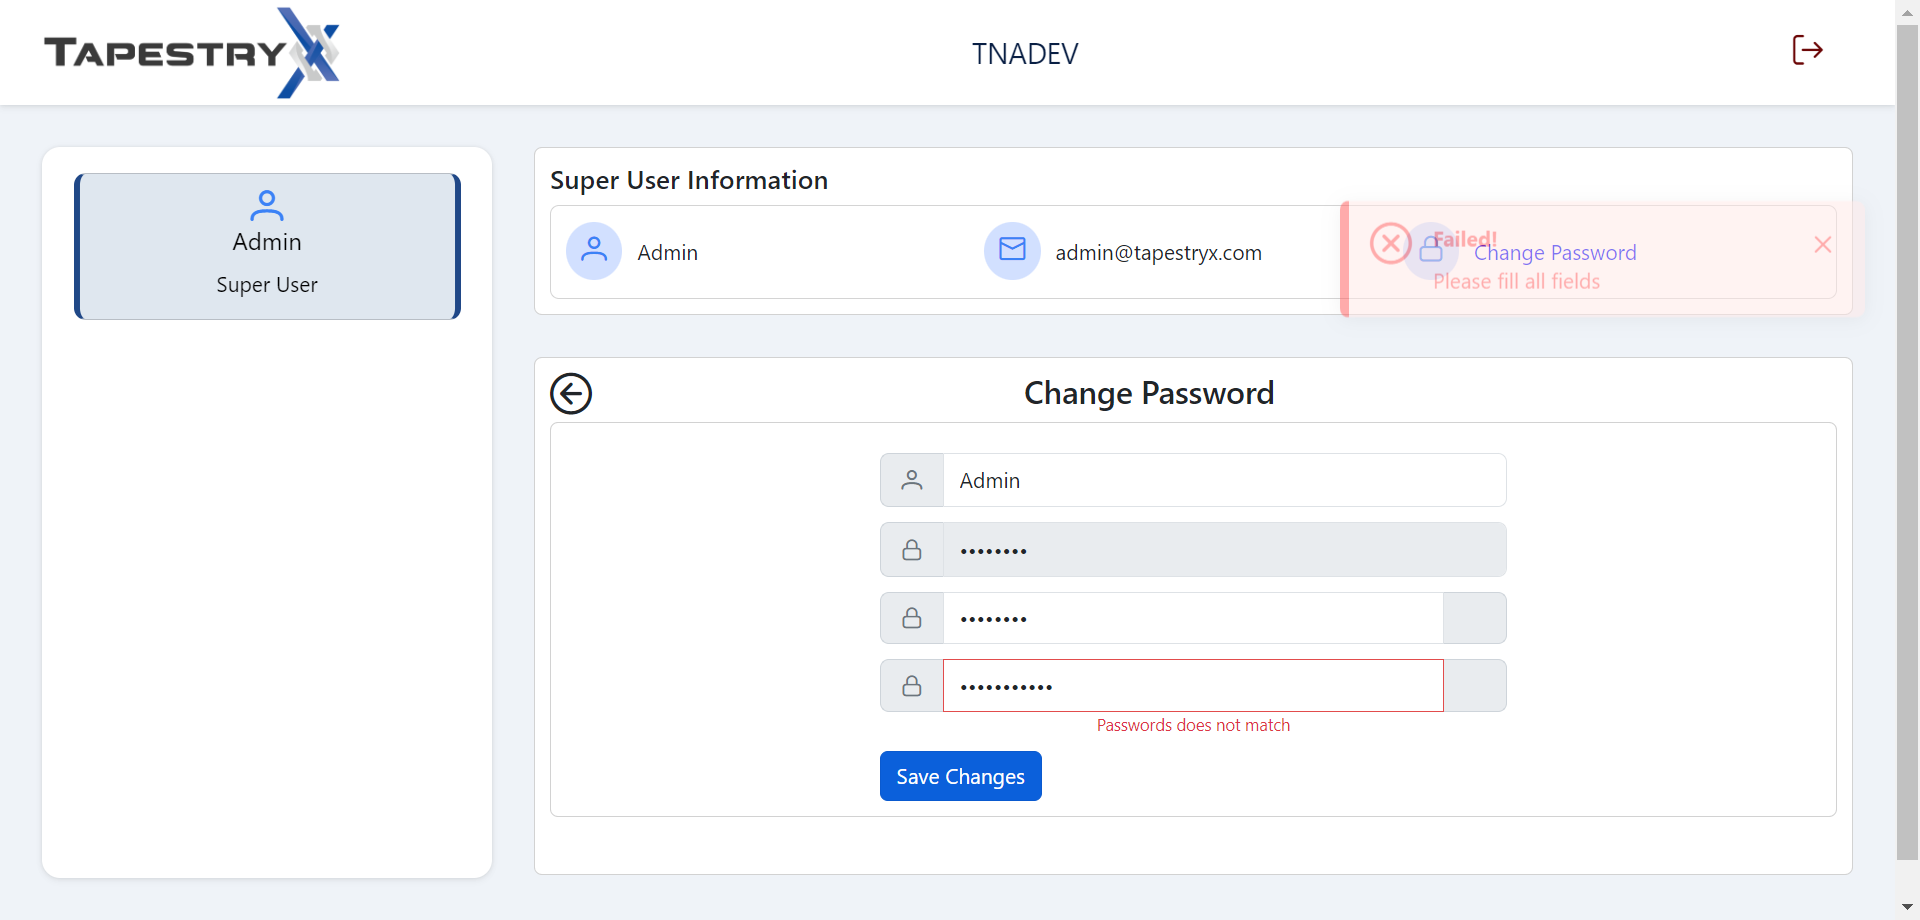 TAPESTRYX
TNADEV
Admin
Super User
Super User Information
Admin
admin@tapestryx.com
Change Password
Failed!
Please fill all fields
Change Password
Admin
••••••••
••••••••
•••••••••••
Passwords does not match
Save Changes